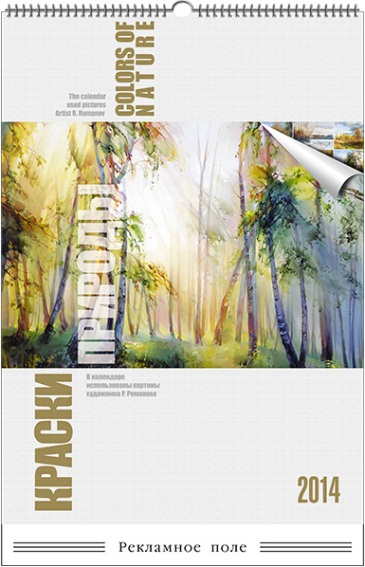 COLORS OF
NATURE
The calendar
used pictures
Artist R. Romanov
КРАСКИ
ПРИРОДЫ
В календаре
использованы картины
художника Р. Романова
2014
Рекламное поле